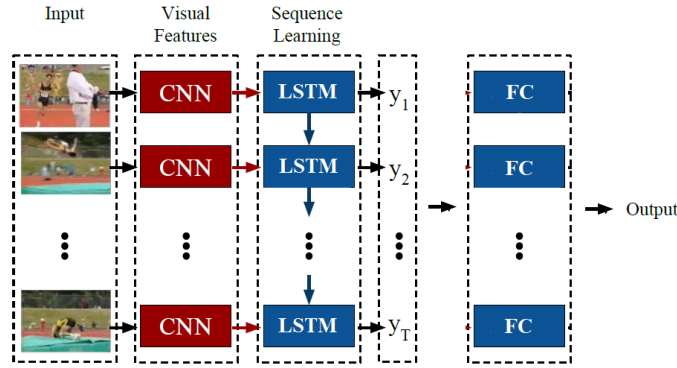 Input
Visual
Features
Sequence
Learning
CNN
LSTM
y1
FC
CNN
LSTM
y2
FC
Output
CNN
LSTM
yT
FC